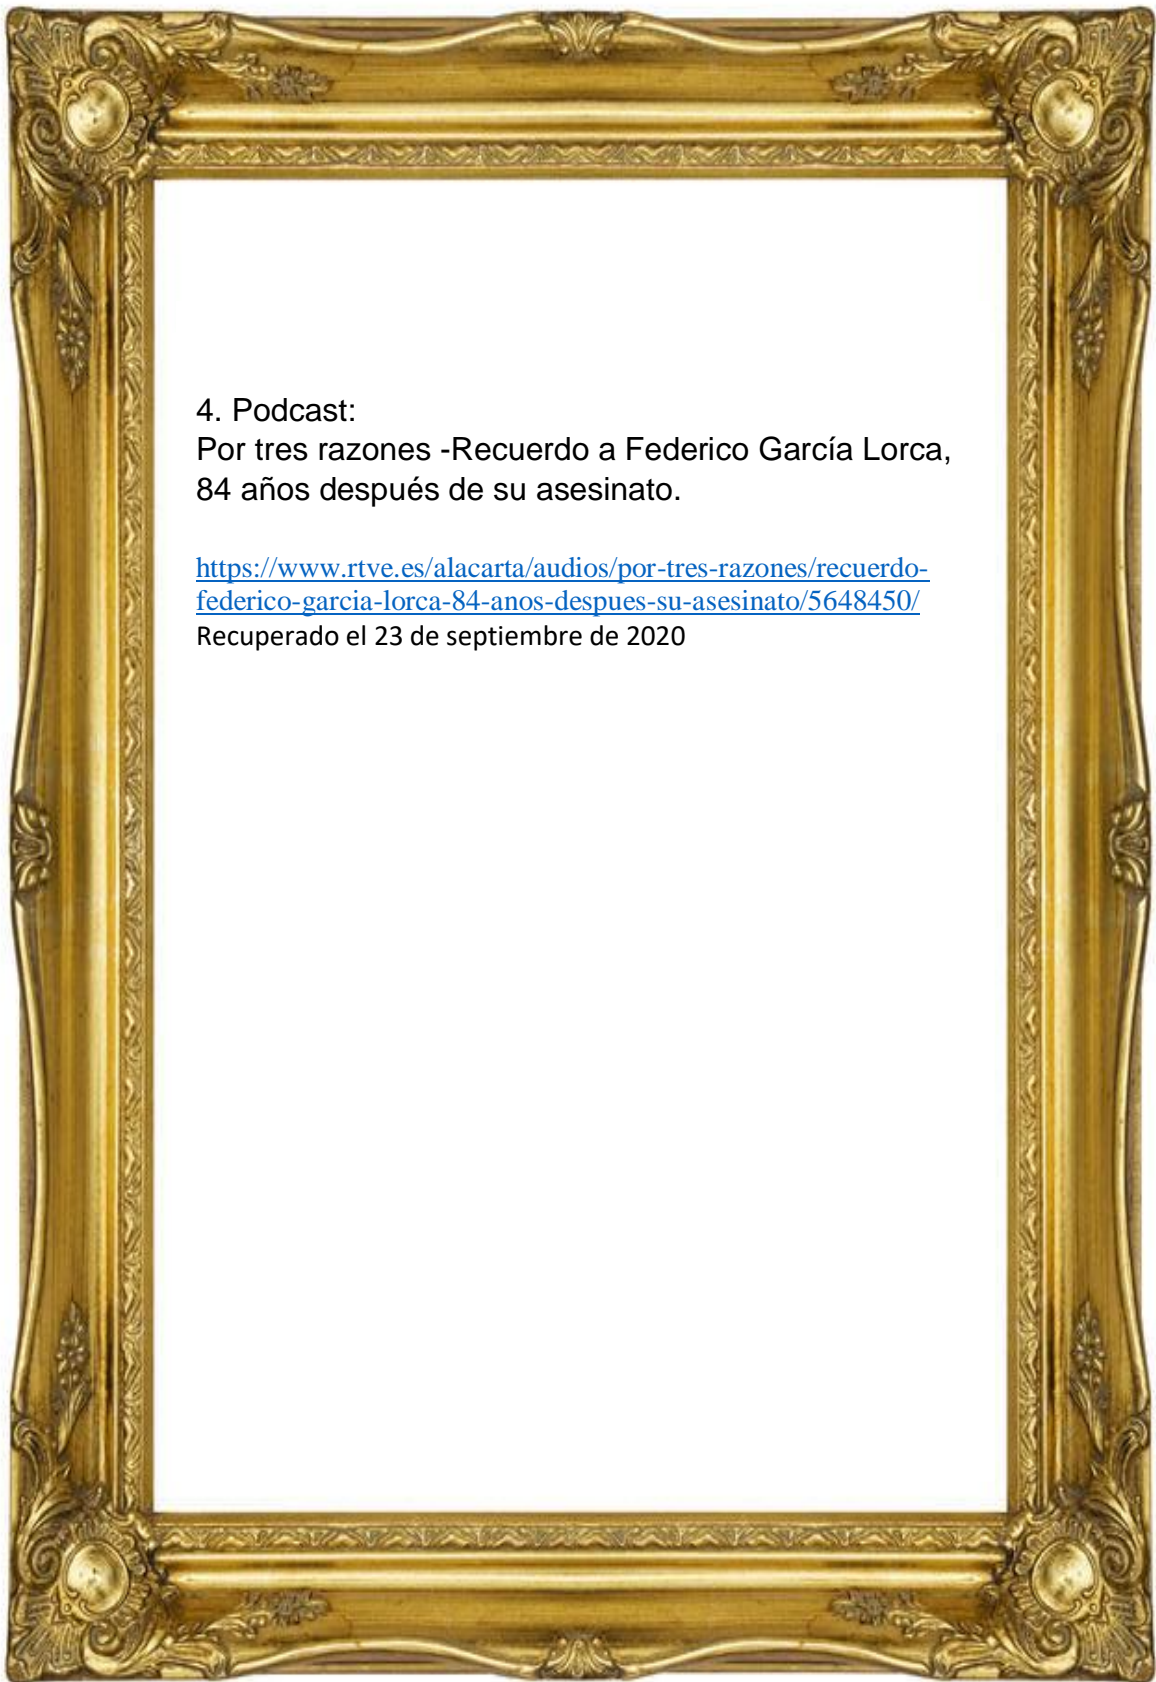 4. Podcast:
Por tres razones -Recuerdo a Federico García Lorca,
84 años después de su asesinato.
https://www.rtve.es/alacarta/audios/por-tres-razones/recuerdo-
federico-garcia-lorca-84-anos-despues-su-asesinato/5648450/
Recuperado el 23 de septiembre de 2020